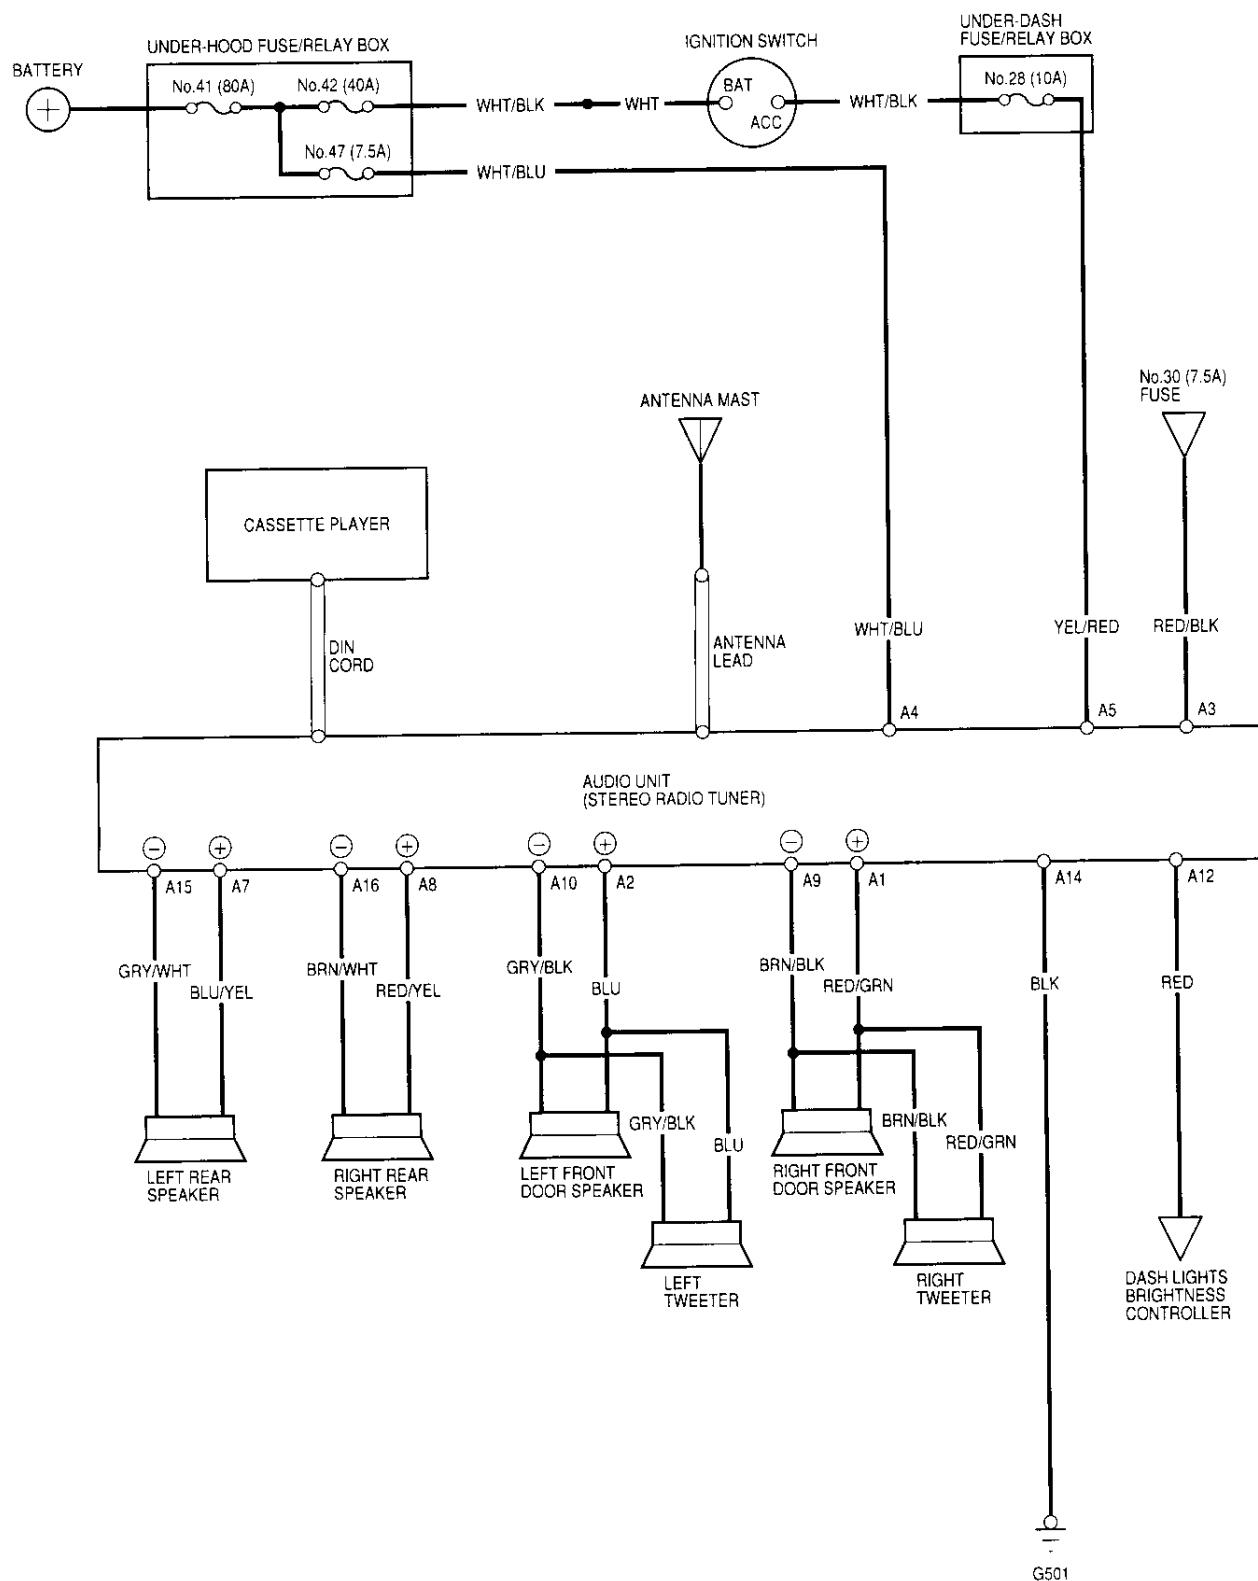 UNDER-DASH
FUSE/RELAY BOX
IGNITION SWITCH
UNDER-HOOD FUSE/RELAY BOX
BATTERY
+
No.41 (80A)
No.42 (40A)
No.28 (10A)
BAT
ACC
WHT/BLK
WHT
WHT/BLK
No.47 (7.5A)
WHT/BLU
No.30 (7.5A)
FUSE
ANTENNA MAST
CASSETTE PLAYER
DIN
CORD
ANTENNA
LEAD
WHT/BLU
YEL/RED
RED/BLK
A4
A5
A3
AUDIO UNIT
(STEREO RADIO TUNER)
−
+
−
+
−
+
−
+
A15
A7
A16
A8
A10
A2
A9
A1
A14
A12
GRY/WHT
BLU/YEL
BRN/WHT
RED/YEL
GRY/BLK
BLU
BRN/BLK
RED/GRN
BLK
RED
GRY/BLK
BLU
BRN/BLK
RED/GRN
LEFT REAR
SPEAKER
RIGHT REAR
SPEAKER
LEFT FRONT
DOOR SPEAKER
RIGHT FRONT
DOOR SPEAKER
LEFT
TWEETER
RIGHT
TWEETER
DASH LIGHTS
BRIGHTNESS
CONTROLLER
G501